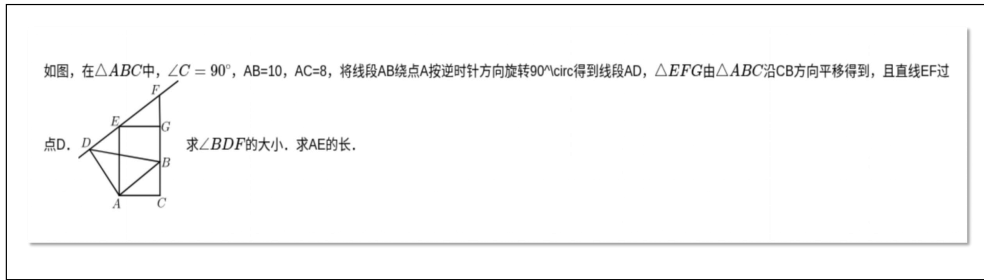 如图，在△ABC中，∠C = 90°，AB=10，AC=8，将线段AB绕点A按逆时针方向旋转90^\circ得到线段AD，△EFG由△ABC沿CB方向平移得到，且直线EF过
F
E
G
点D． D 求∠BDF的大小．求AE的长．
B
A C